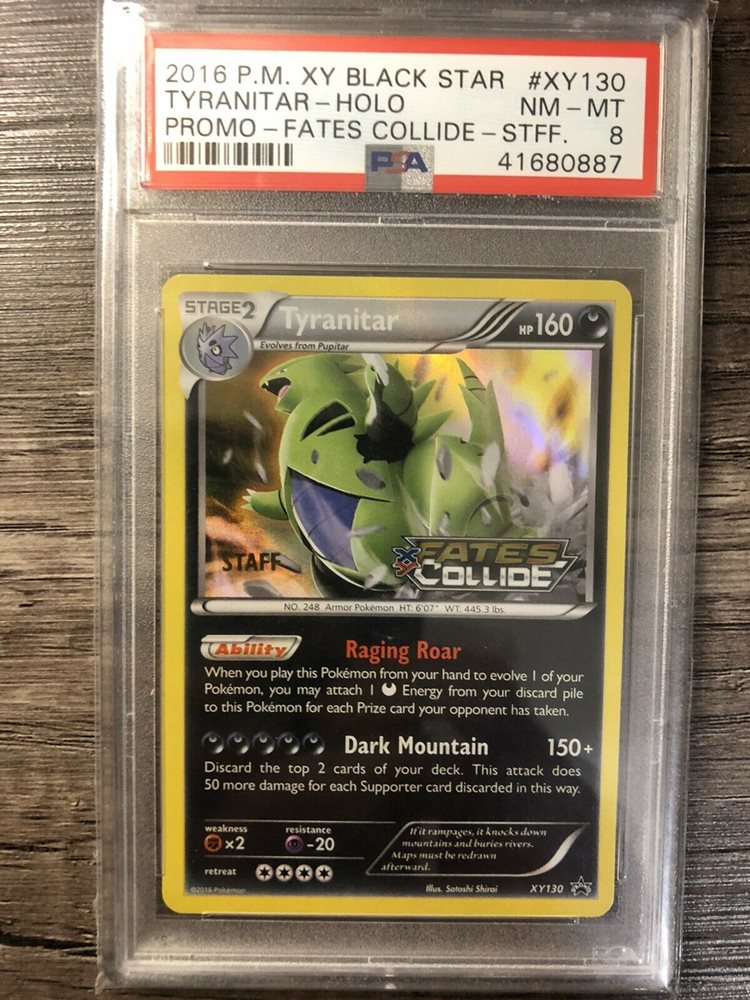 2016 P.M. XY BLACK STAR #XY130
TYRANITAR - HOLO NM - MT
PROMO - FATES COLLIDE - STFF. 8
PSA 41680887
STAGE2 Tyranitar HP160
Evolves from Pupitar
STAFF
XY FATES
COLLIDE
NO. 248 Armor Pokémon HT: 6'07" WT: 445.3 lbs.
Ability Raging Roar
When you play this Pokémon from your hand to evolve 1 of your
Pokémon, you may attach 1 Energy from your discard pile
to this Pokémon for each Prize card your opponent has taken.
Dark Mountain 150+
Discard the top 2 cards of your deck. This attack does
50 more damage for each Supporter card discarded in this way.
weakness resistance
×2 -20
retreat
If it rampages, it knocks down
mountains and buries rivers.
Maps must be redrawn
afterward.
©2016 Pokémon Illus. Satoshi Shirai XY130